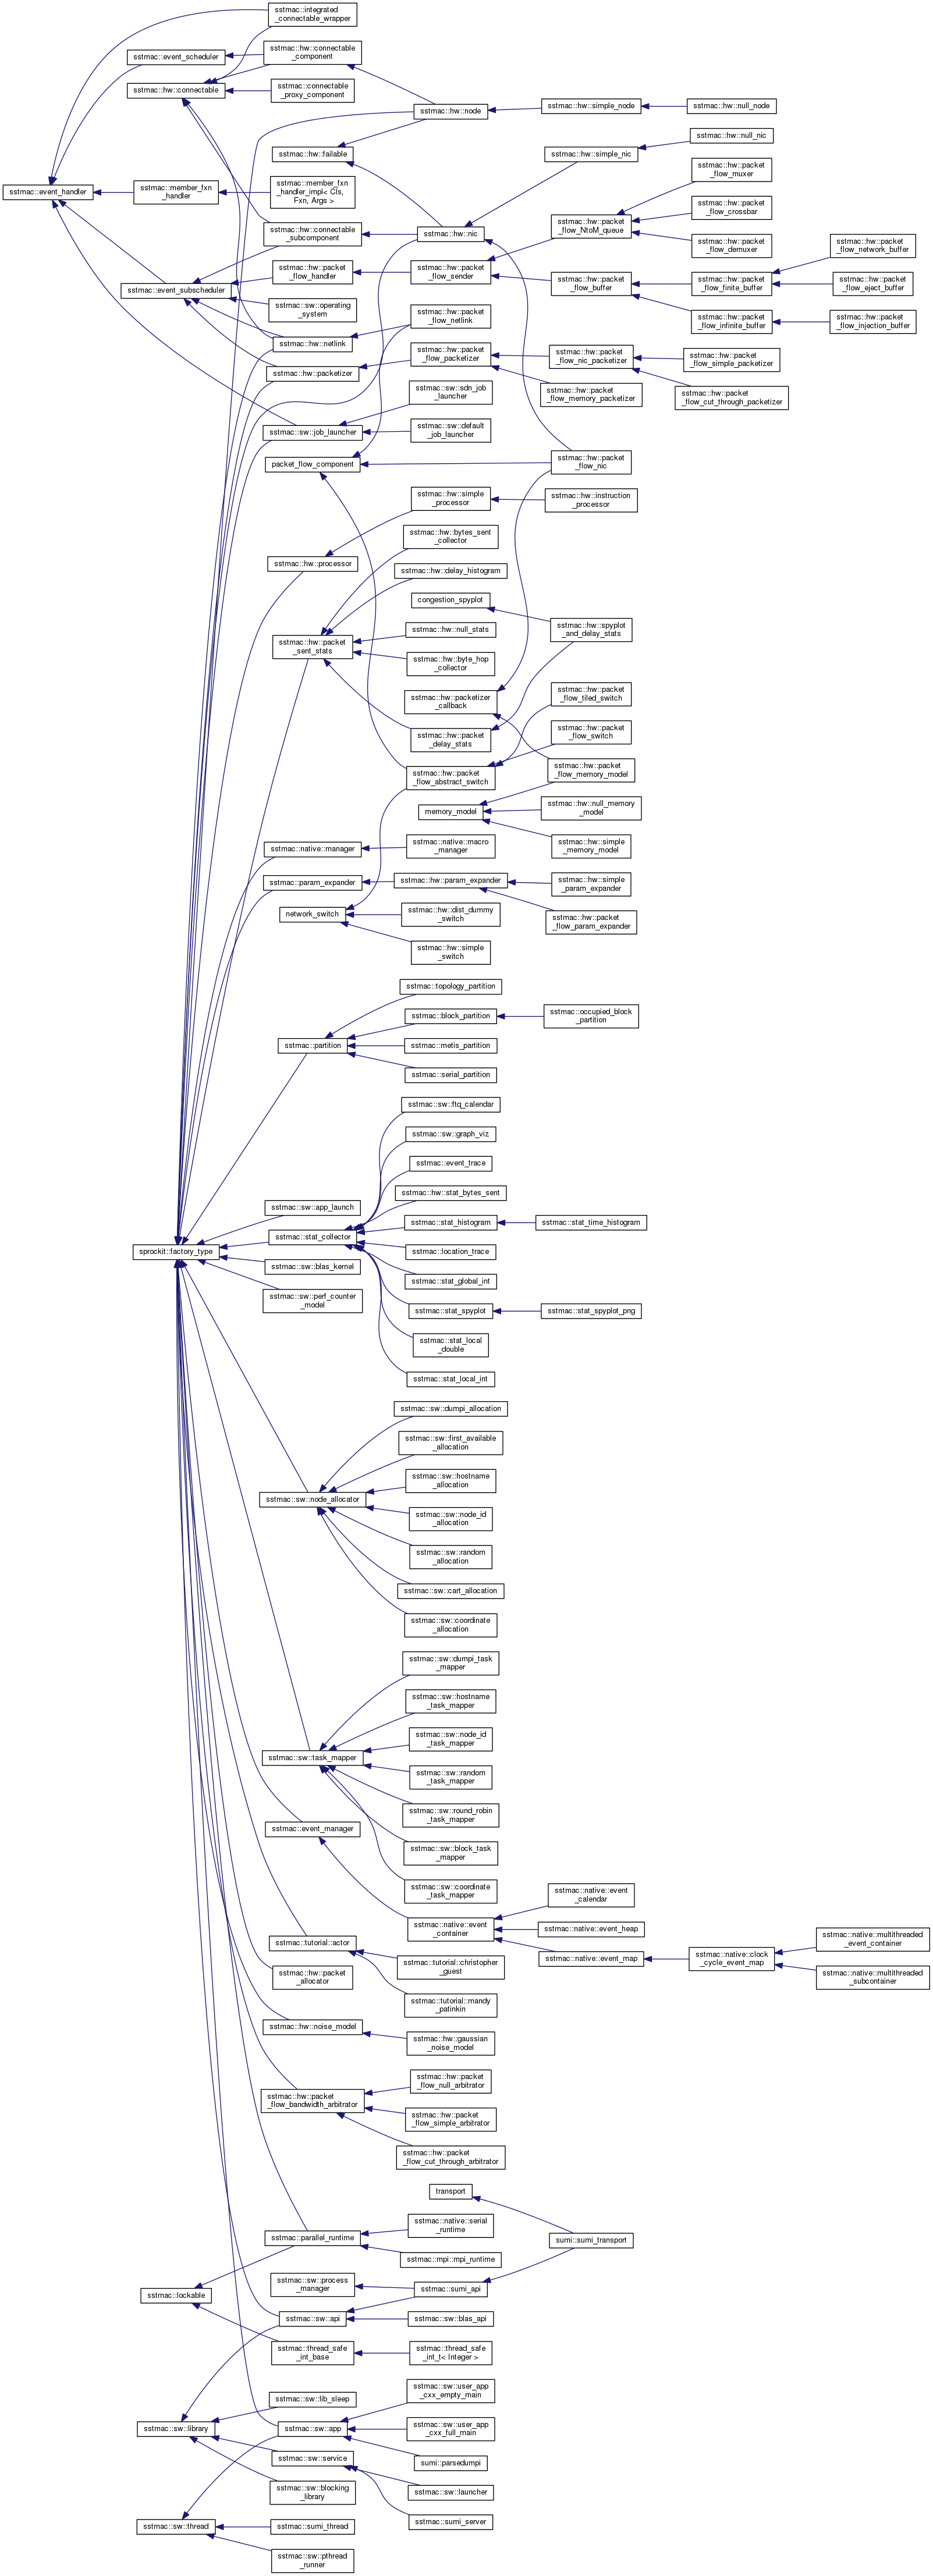 sstmac::integrated
_connectable_wrapper
sstmac::event_scheduler
sstmac::hw::connectable
_component
sstmac::hw::connectable
sstmac::connectable
_proxy_component
sstmac::hw::node
sstmac::hw::simple_node
sstmac::hw::null_node
sstmac::hw::failable
sstmac::hw::simple_nic
sstmac::hw::null_nic
sstmac::event_handler
sstmac::member_fxn
_handler
sstmac::member_fxn
_handler_impl< Cls,
Fxn, Args >
sstmac::hw::packet
_flow_muxer
sstmac::hw::packet
_flow_crossbar
sstmac::hw::connectable
_subcomponent
sstmac::hw::nic
sstmac::hw::packet
_flow_NtoM_queue
sstmac::hw::packet
_flow_demuxer
sstmac::hw::packet
_flow_network_buffer
sstmac::event_subscheduler
sstmac::hw::packet
_flow_handler
sstmac::hw::packet
_flow_sender
sstmac::hw::packet
_flow_buffer
sstmac::hw::packet
_flow_finite_buffer
sstmac::hw::packet
_flow_eject_buffer
sstmac::sw::operating
_system
sstmac::hw::packet
_flow_netlink
sstmac::hw::packet
_flow_infinite_buffer
sstmac::hw::packet
_flow_injection_buffer
sstmac::hw::netlink
sstmac::hw::packetizer
sstmac::hw::packet
_flow_packetizer
sstmac::hw::packet
_flow_nic_packetizer
sstmac::hw::packet
_flow_simple_packetizer
sstmac::sw::sdn_job
_launcher
sstmac::hw::packet
_flow_memory_packetizer
sstmac::hw::packet
_flow_cut_through_packetizer
sstmac::sw::job_launcher
sstmac::sw::default
_job_launcher
packet_flow_component
sstmac::hw::packet
_flow_nic
sstmac::hw::simple
_processor
sstmac::hw::instruction
_processor
sstmac::hw::bytes_sent
_collector
sstmac::hw::processor
sstmac::hw::delay_histogram
congestion_spyplot
sstmac::hw::null_stats
sstmac::hw::spyplot
_and_delay_stats
sstmac::hw::packet
_sent_stats
sstmac::hw::byte_hop
_collector
sstmac::hw::packetizer
_callback
sstmac::hw::packet
_flow_tiled_switch
sstmac::hw::packet
_delay_stats
sstmac::hw::packet
_flow_switch
sstmac::hw::packet
_flow_abstract_switch
sstmac::hw::packet
_flow_memory_model
memory_model
sstmac::hw::null_memory
_model
sstmac::native::manager
sstmac::native::macro
_manager
sstmac::hw::simple
_memory_model
sstmac::param_expander
sstmac::hw::param_expander
sstmac::hw::simple
_param_expander
network_switch
sstmac::hw::dist_dummy
_switch
sstmac::hw::packet
_flow_param_expander
sstmac::hw::simple
_switch
sstmac::topology_partition
sstmac::block_partition
sstmac::occupied_block
_partition
sstmac::partition
sstmac::metis_partition
sstmac::serial_partition
sstmac::sw::ftq_calendar
sstmac::sw::graph_viz
sstmac::event_trace
sstmac::hw::stat_bytes_sent
sstmac::sw::app_launch
sstmac::stat_histogram
sstmac::stat_time_histogram
sstmac::stat_collector
sprockit::factory_type
sstmac::location_trace
sstmac::sw::blas_kernel
sstmac::stat_global_int
sstmac::sw::perf_counter
_model
sstmac::stat_spyplot
sstmac::stat_spyplot_png
sstmac::stat_local
_double
sstmac::stat_local_int
sstmac::sw::dumpi_allocation
sstmac::sw::first_available
_allocation
sstmac::sw::hostname
_allocation
sstmac::sw::node_allocator
sstmac::sw::node_id
_allocation
sstmac::sw::random
_allocation
sstmac::sw::cart_allocation
sstmac::sw::coordinate
_allocation
sstmac::sw::dumpi_task
_mapper
sstmac::sw::hostname
_task_mapper
sstmac::sw::node_id
_task_mapper
sstmac::sw::task_mapper
sstmac::sw::random
_task_mapper
sstmac::sw::round_robin
_task_mapper
sstmac::event_manager
sstmac::sw::block_task
_mapper
sstmac::sw::coordinate
_task_mapper
sstmac::native::event
_calendar
sstmac::native::event
_container
sstmac::native::event_heap
sstmac::tutorial::actor
sstmac::native::event_map
sstmac::native::clock
_cycle_event_map
sstmac::native::multithreaded
_event_container
sstmac::tutorial::christopher
_guest
sstmac::native::multithreaded
_subcontainer
sstmac::hw::packet
_allocator
sstmac::tutorial::mandy
_patinkin
sstmac::hw::noise_model
sstmac::hw::gaussian
_noise_model
sstmac::hw::packet
_flow_null_arbitrator
sstmac::hw::packet
_flow_bandwidth_arbitrator
sstmac::hw::packet
_flow_simple_arbitrator
sstmac::hw::packet
_flow_cut_through_arbitrator
transport
sstmac::native::serial
_runtime
sstmac::parallel_runtime
sumi::sumi_transport
sstmac::mpi::mpi_runtime
sstmac::sw::process
_manager
sstmac::sumi_api
sstmac::lockable
sstmac::sw::api
sstmac::sw::blas_api
sstmac::thread_safe
_int_base
sstmac::thread_safe
_int_t< Integer >
sstmac::sw::user_app
_cxx_empty_main
sstmac::sw::lib_sleep
sstmac::sw::library
sstmac::sw::app
sstmac::sw::user_app
_cxx_full_main
sstmac::sw::service
sumi::parsedumpi
sstmac::sw::blocking
_library
sstmac::sw::launcher
sstmac::sw::thread
sstmac::sumi_thread
sstmac::sumi_server
sstmac::sw::pthread
_runner